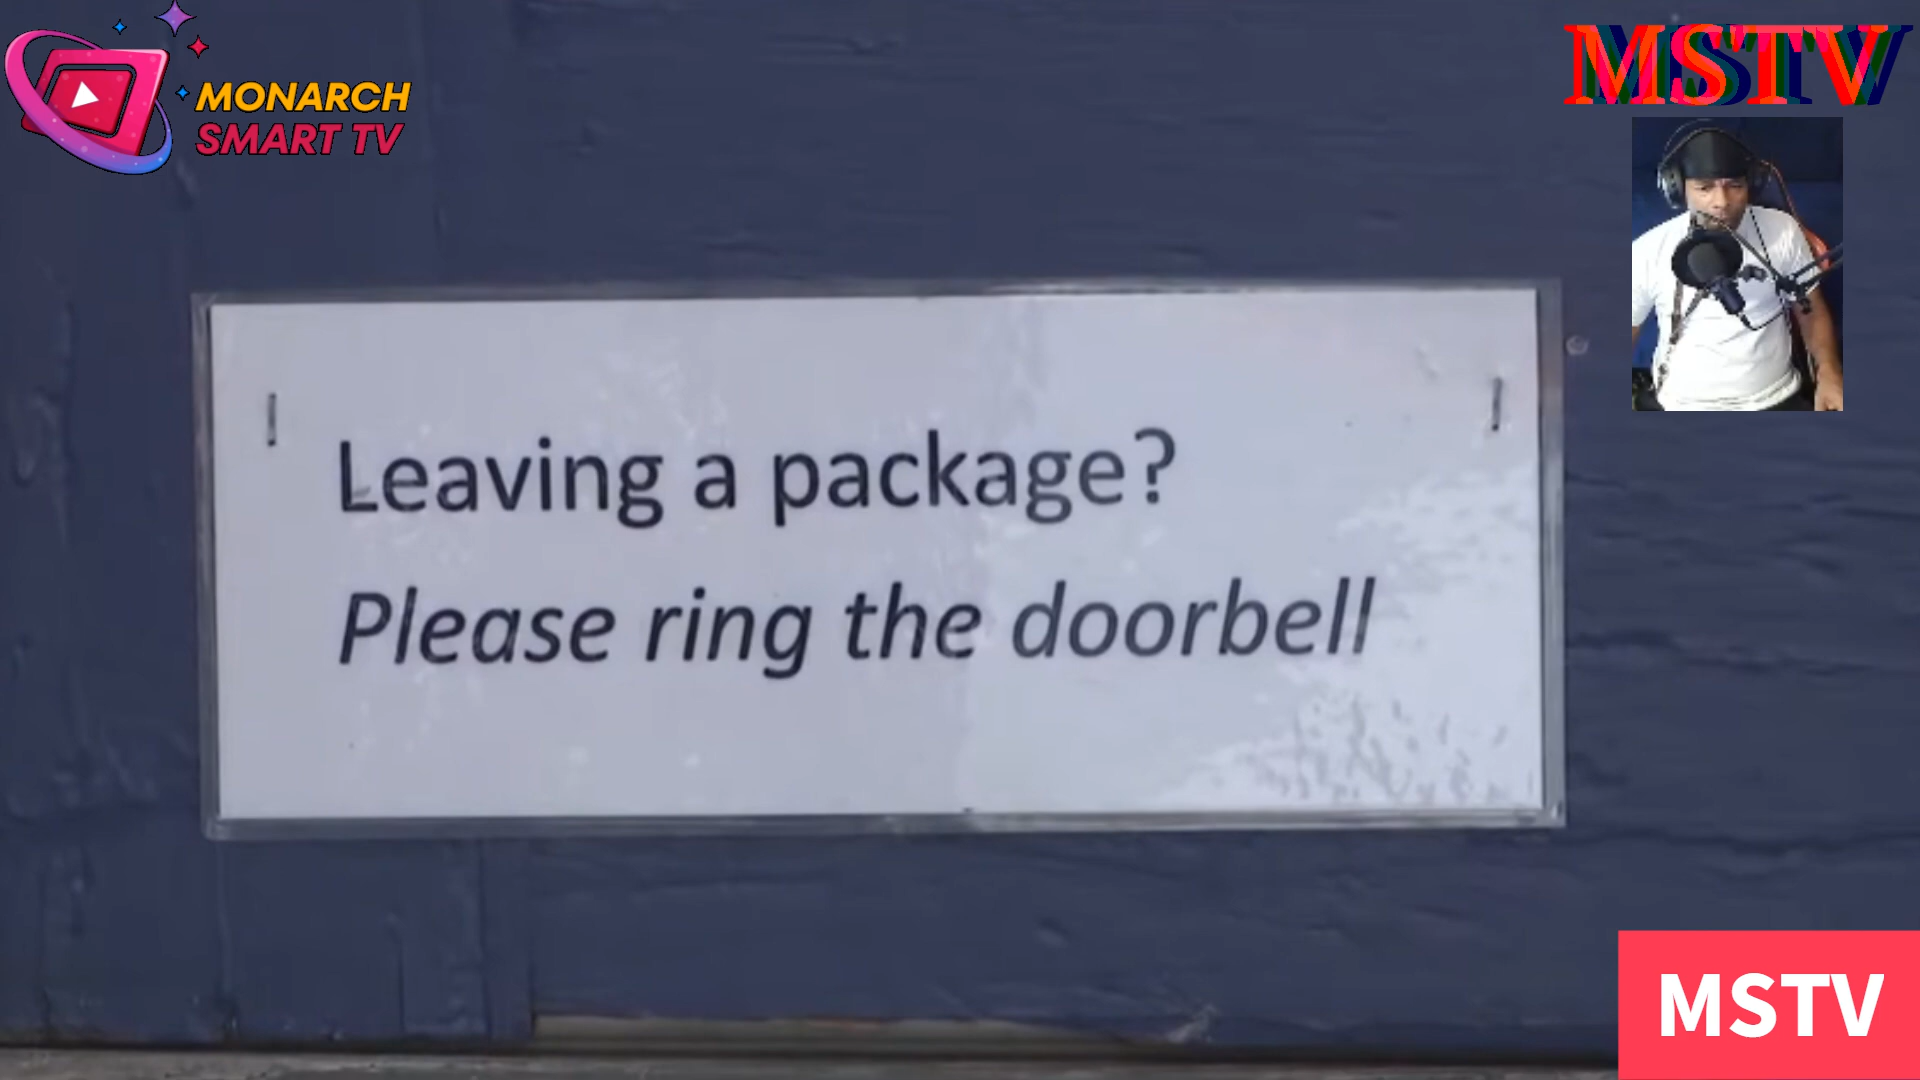 MONARCH
SMART TV
MSTV
Leaving a package?
Please ring the doorbell
MSTV